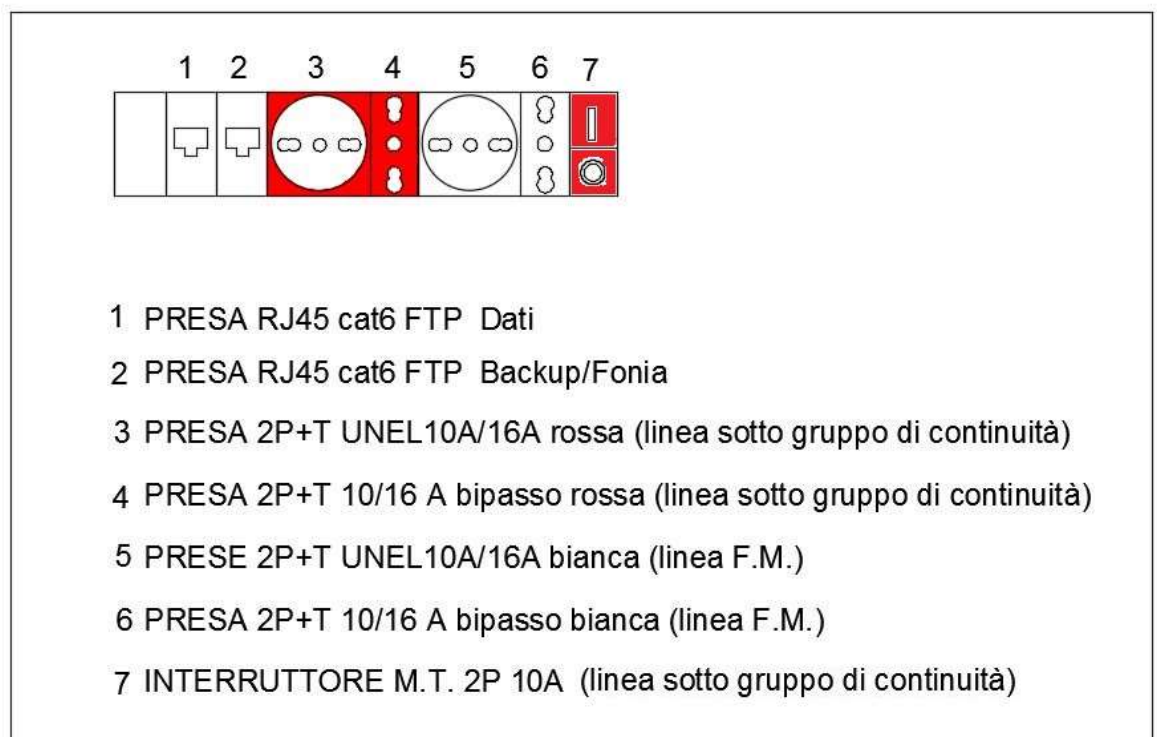 1 2 3 4 5 6 7
1 PRESA RJ45 cat6 FTP Dati
2 PRESA RJ45 cat6 FTP Backup/Fonia
3 PRESA 2P+T UNEL10A/16A rossa (linea sotto gruppo di continuità)
4 PRESA 2P+T 10/16 A bipasso rossa (linea sotto gruppo di continuità)
5 PRESE 2P+T UNEL10A/16A bianca (linea F.M.)
6 PRESA 2P+T 10/16 A bipasso bianca (linea F.M.)
7 INTERRUTTORE M.T. 2P 10A (linea sotto gruppo di continuità)